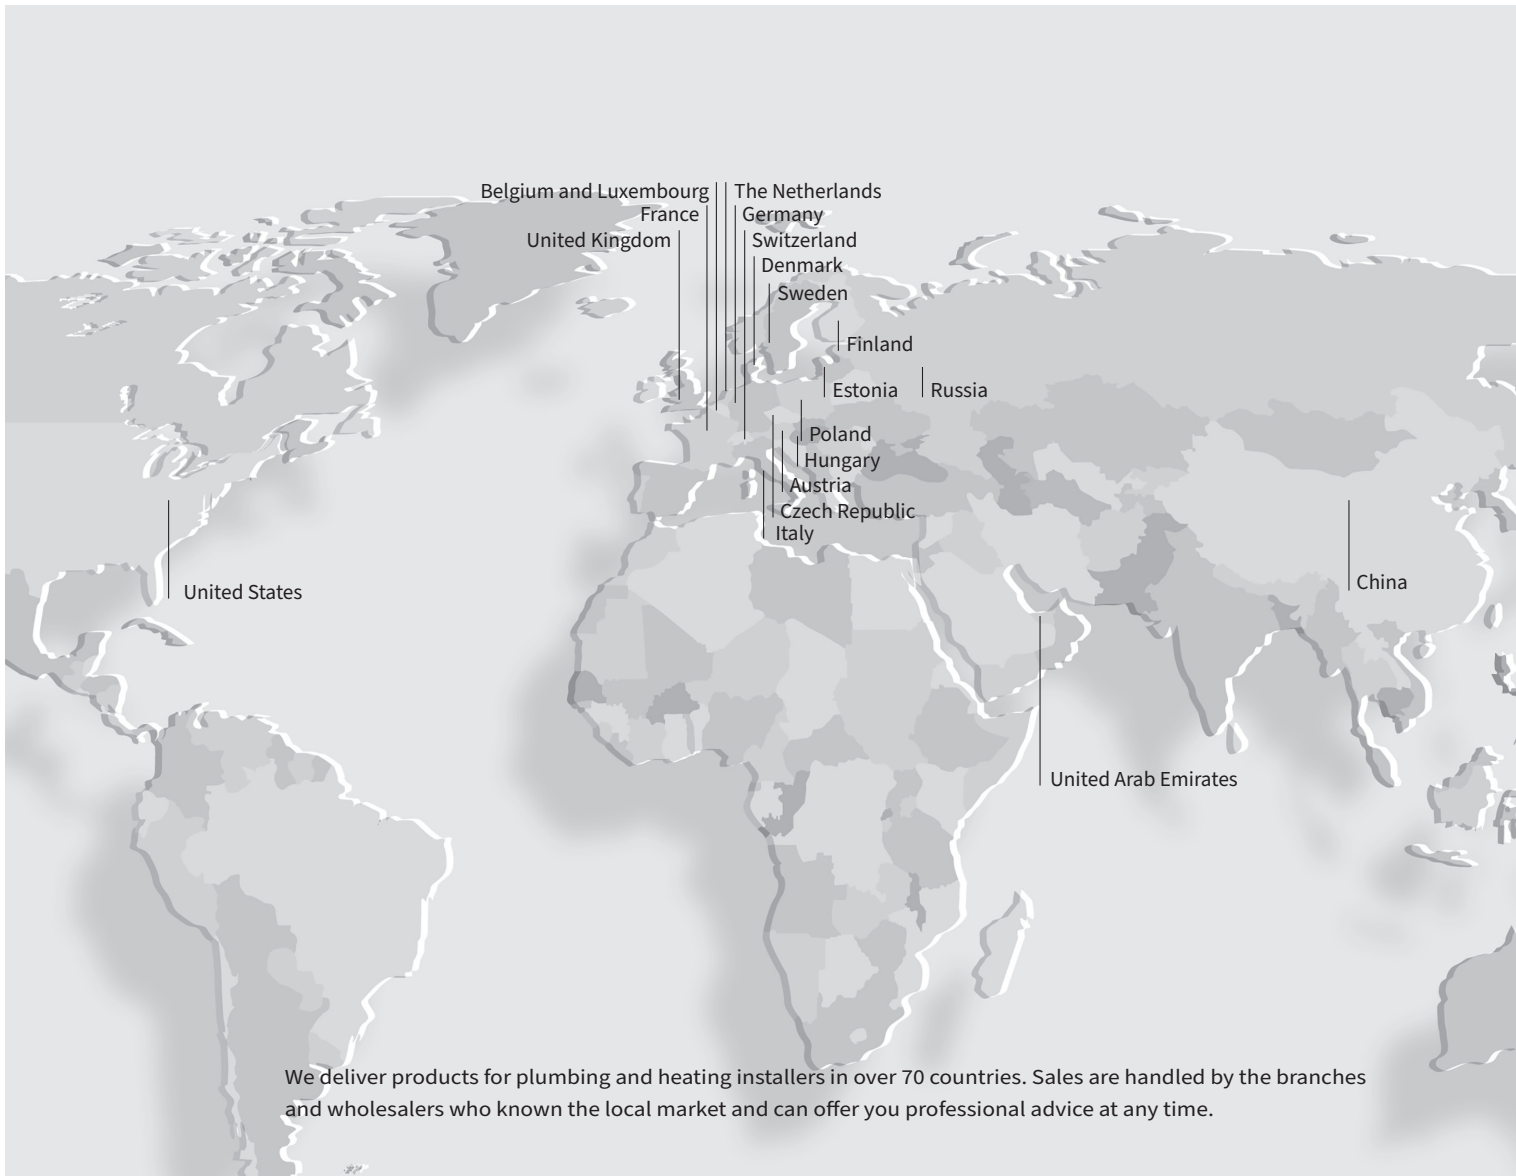 Belgium and Luxembourg
The Netherlands
France
Germany
United Kingdom
Switzerland
Denmark
Sweden
Finland
Estonia
Russia
Poland
Hungary
Austria
Czech Republic
Italy
United States
China
United Arab Emirates
We deliver products for plumbing and heating installers in over 70 countries. Sales are handled by the branches
and wholesalers who known the local market and can offer you professional advice at any time.